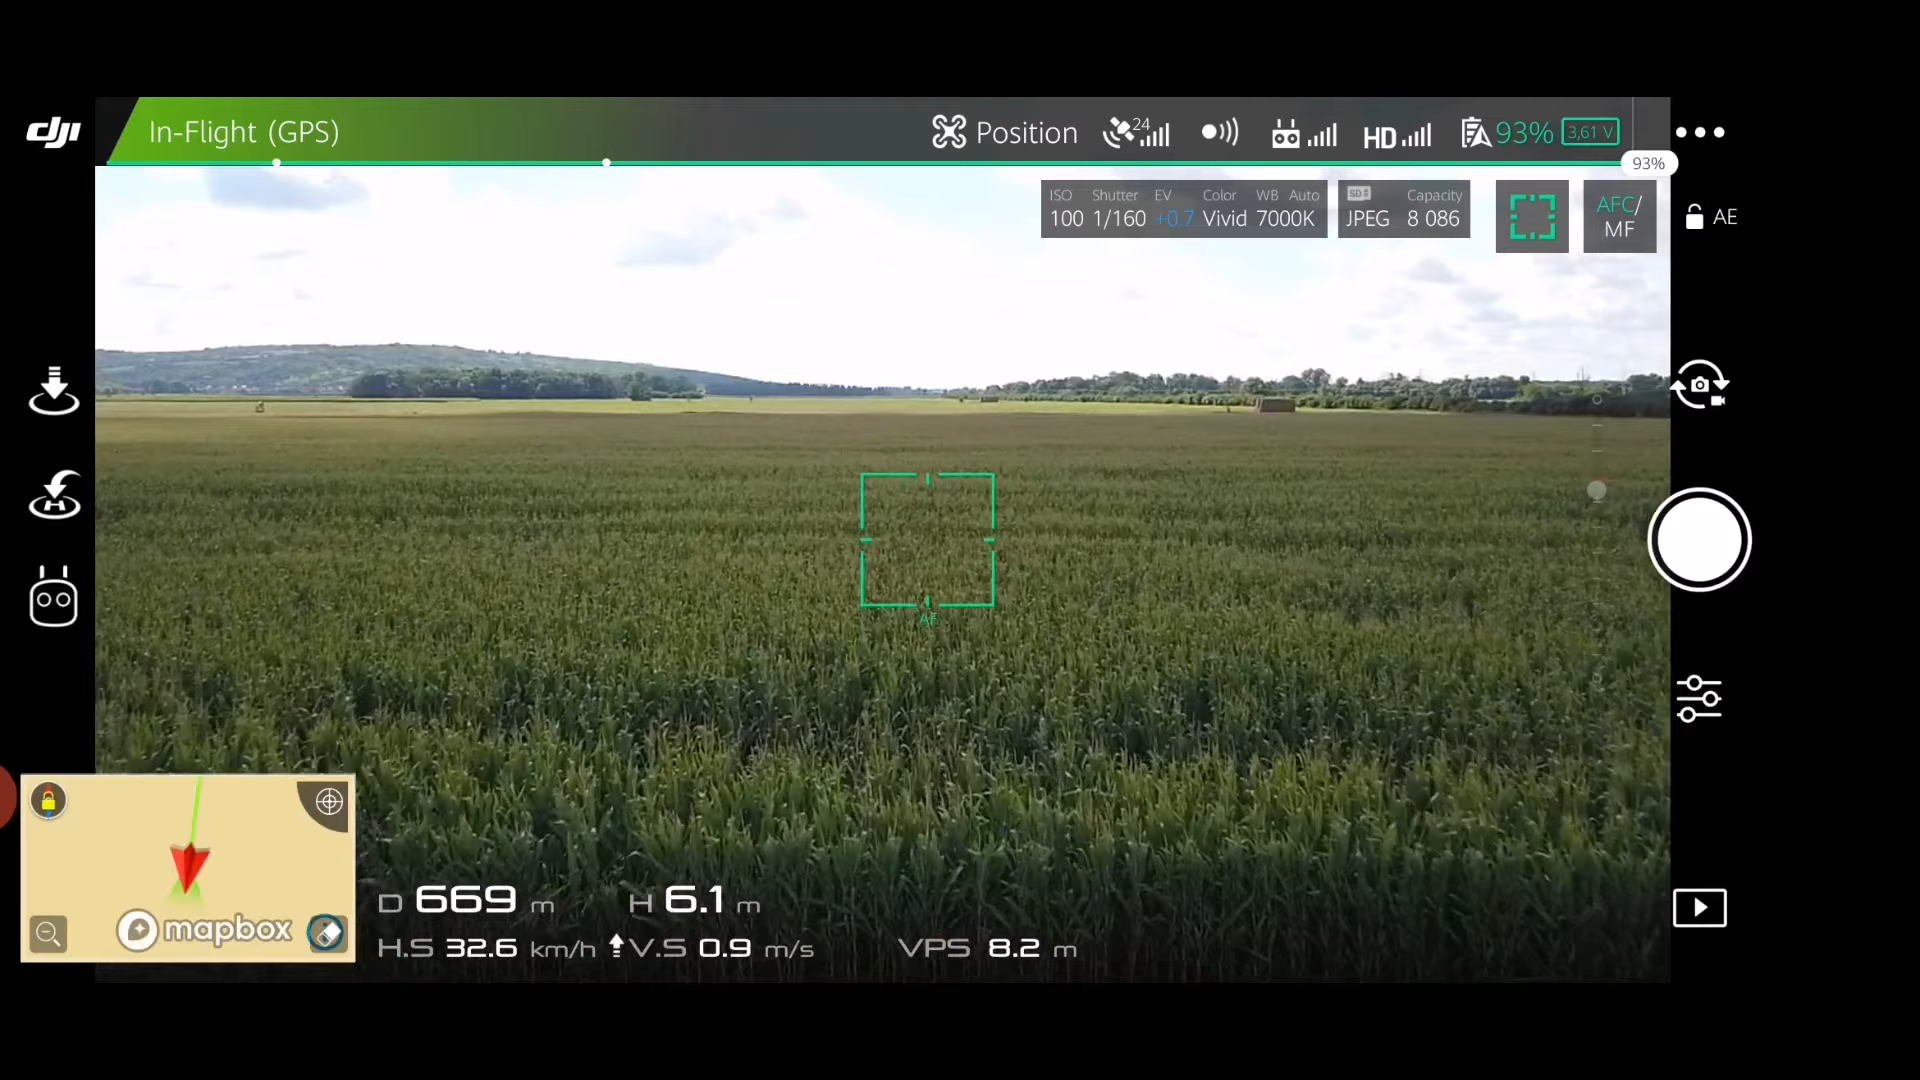 dji
In-Flight (GPS)
Position
24
HD
93%
3,61 V
93%
ISO Shutter EV Color WB Auto
100 1/160 +0.7 Vivid 7000K
SD Capacity
JPEG 8 086
AFC/
MF
AE
AF
mapbox
D 669 m H 6.1 m
H.S 32.6 km/h V.S 0.9 m/s VPS 8.2 m